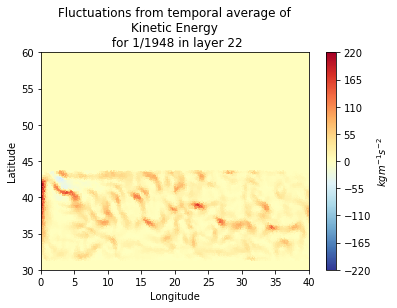 Fluctuations from temporal average of
Kinetic Energy
for 1/1948 in layer 22
60
55
50
45
40
35
30
Latitude
0 5 10 15 20 25 30 35 40
Longitude
220
165
110
55
0
−55
−110
−165
−220
kgm⁻¹s⁻²